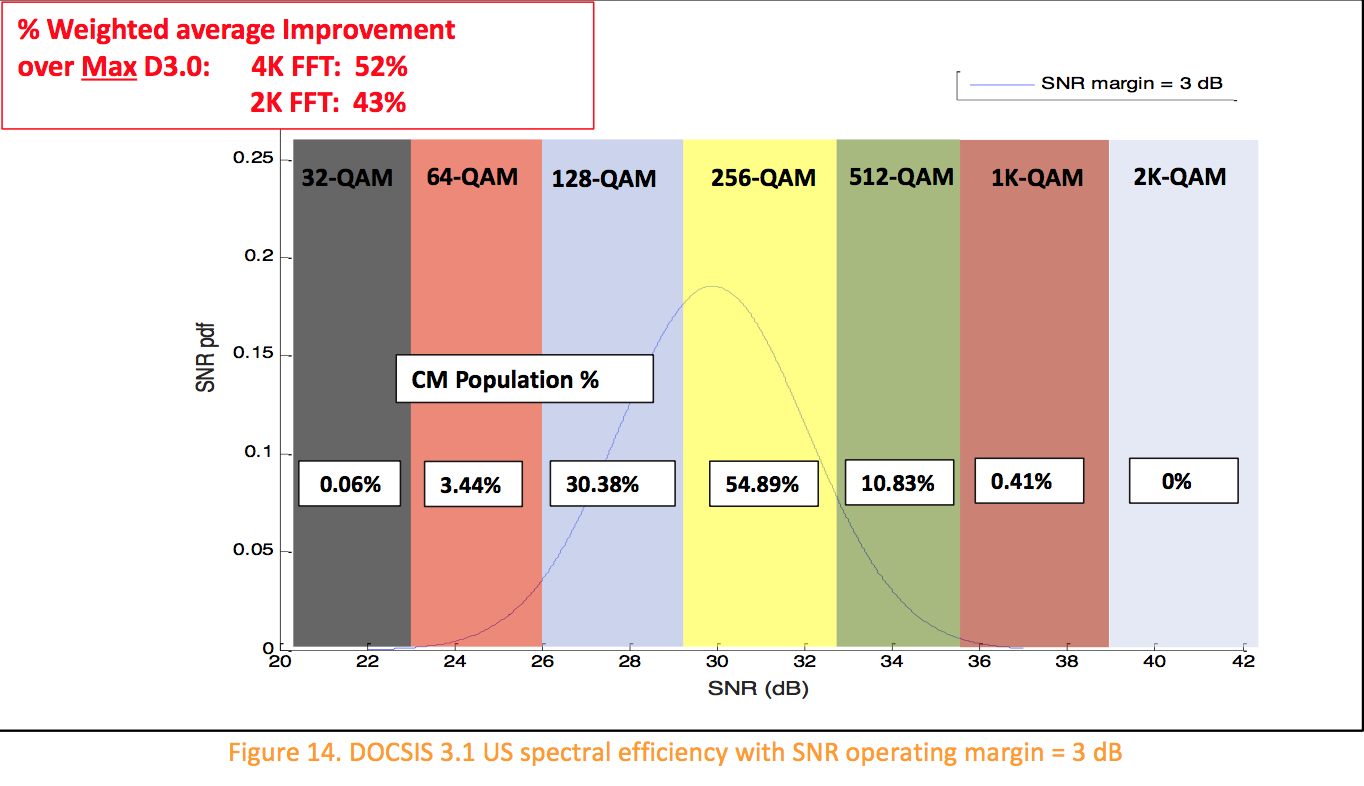 % Weighted average Improvement
over Max D3.0: 4K FFT: 52%
2K FFT: 43%
SNR margin = 3 dB
0.25
0.2
0.15
0.1
0.05
0
SNR pdf
32-QAM 64-QAM 128-QAM 256-QAM 512-QAM 1K-QAM 2K-QAM
CM Population %
0.06% 3.44% 30.38% 54.89% 10.83% 0.41% 0%
20 22 24 26 28 30 32 34 36 38 40 42
SNR (dB)
Figure 14. DOCSIS 3.1 US spectral efficiency with SNR operating margin = 3 dB